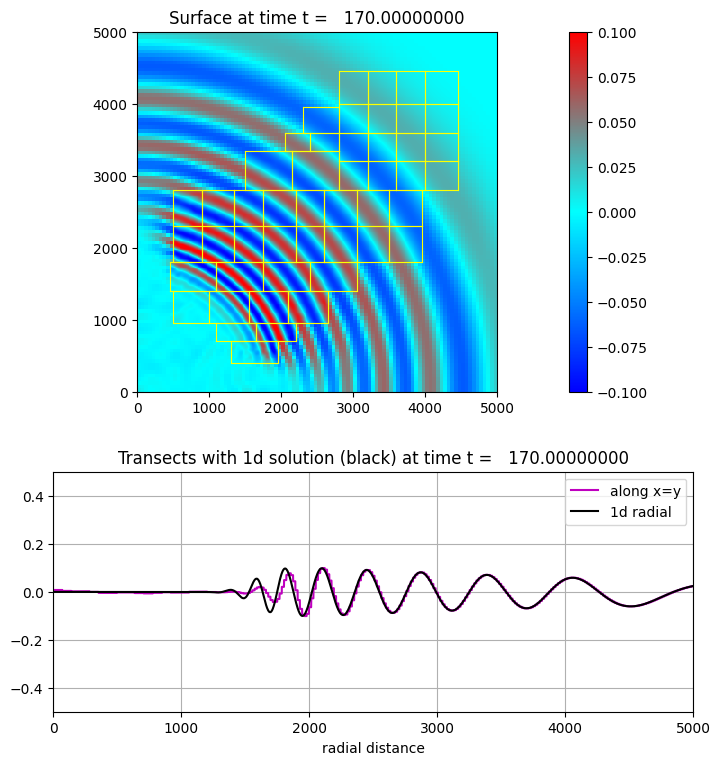 Surface at time t =   170.00000000
5000
4000
3000
2000
1000
0
0 1000 2000 3000 4000 5000
0.100
0.075
0.050
0.025
0.000
−0.025
−0.050
−0.075
−0.100
Transects with 1d solution (black) at time t =   170.00000000
0.4
0.2
0.0
−0.2
−0.4
along x=y
1d radial
0 1000 2000 3000 4000 5000
radial distance